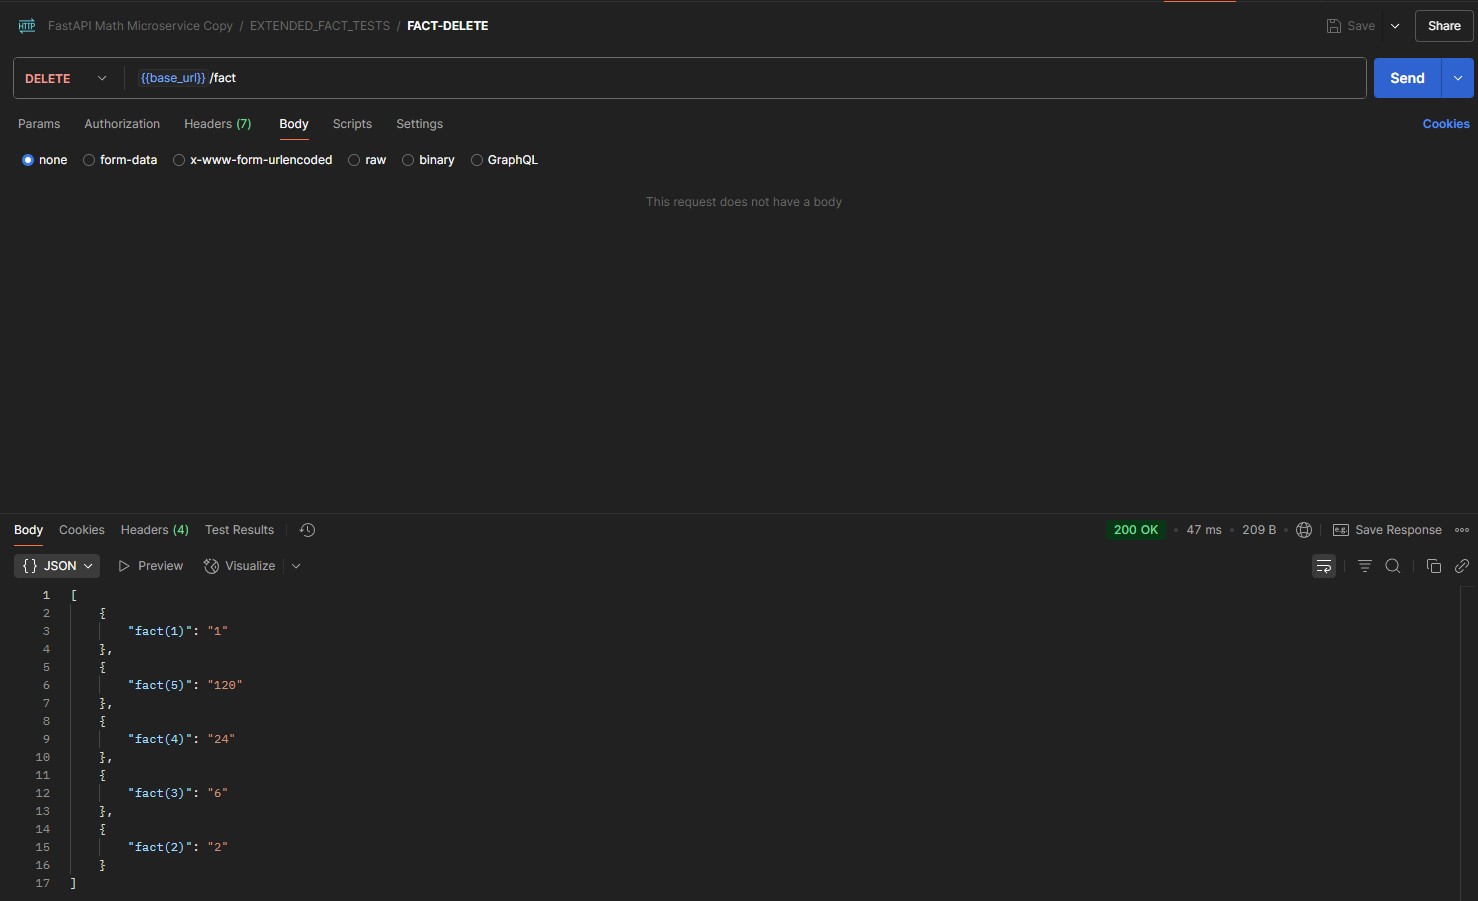 HTTP FastAPI Math Microservice Copy / EXTENDED_FACT_TESTS / FACT-DELETE Save Share
DELETE {{base_url}} /fact Send
Params Authorization Headers (7) Body Scripts Settings Cookies
none form-data x-www-form-urlencoded raw binary GraphQL
This request does not have a body
Body Cookies Headers (4) Test Results 200 OK • 47 ms • 209 B • e.g. Save Response
{} JSON Preview Visualize
1 [
2 {
3 "fact(1)": "1"
4 },
5 {
6 "fact(5)": "120"
7 },
8 {
9 "fact(4)": "24"
10 },
11 {
12 "fact(3)": "6"
13 },
14 {
15 "fact(2)": "2"
16 }
17 ]